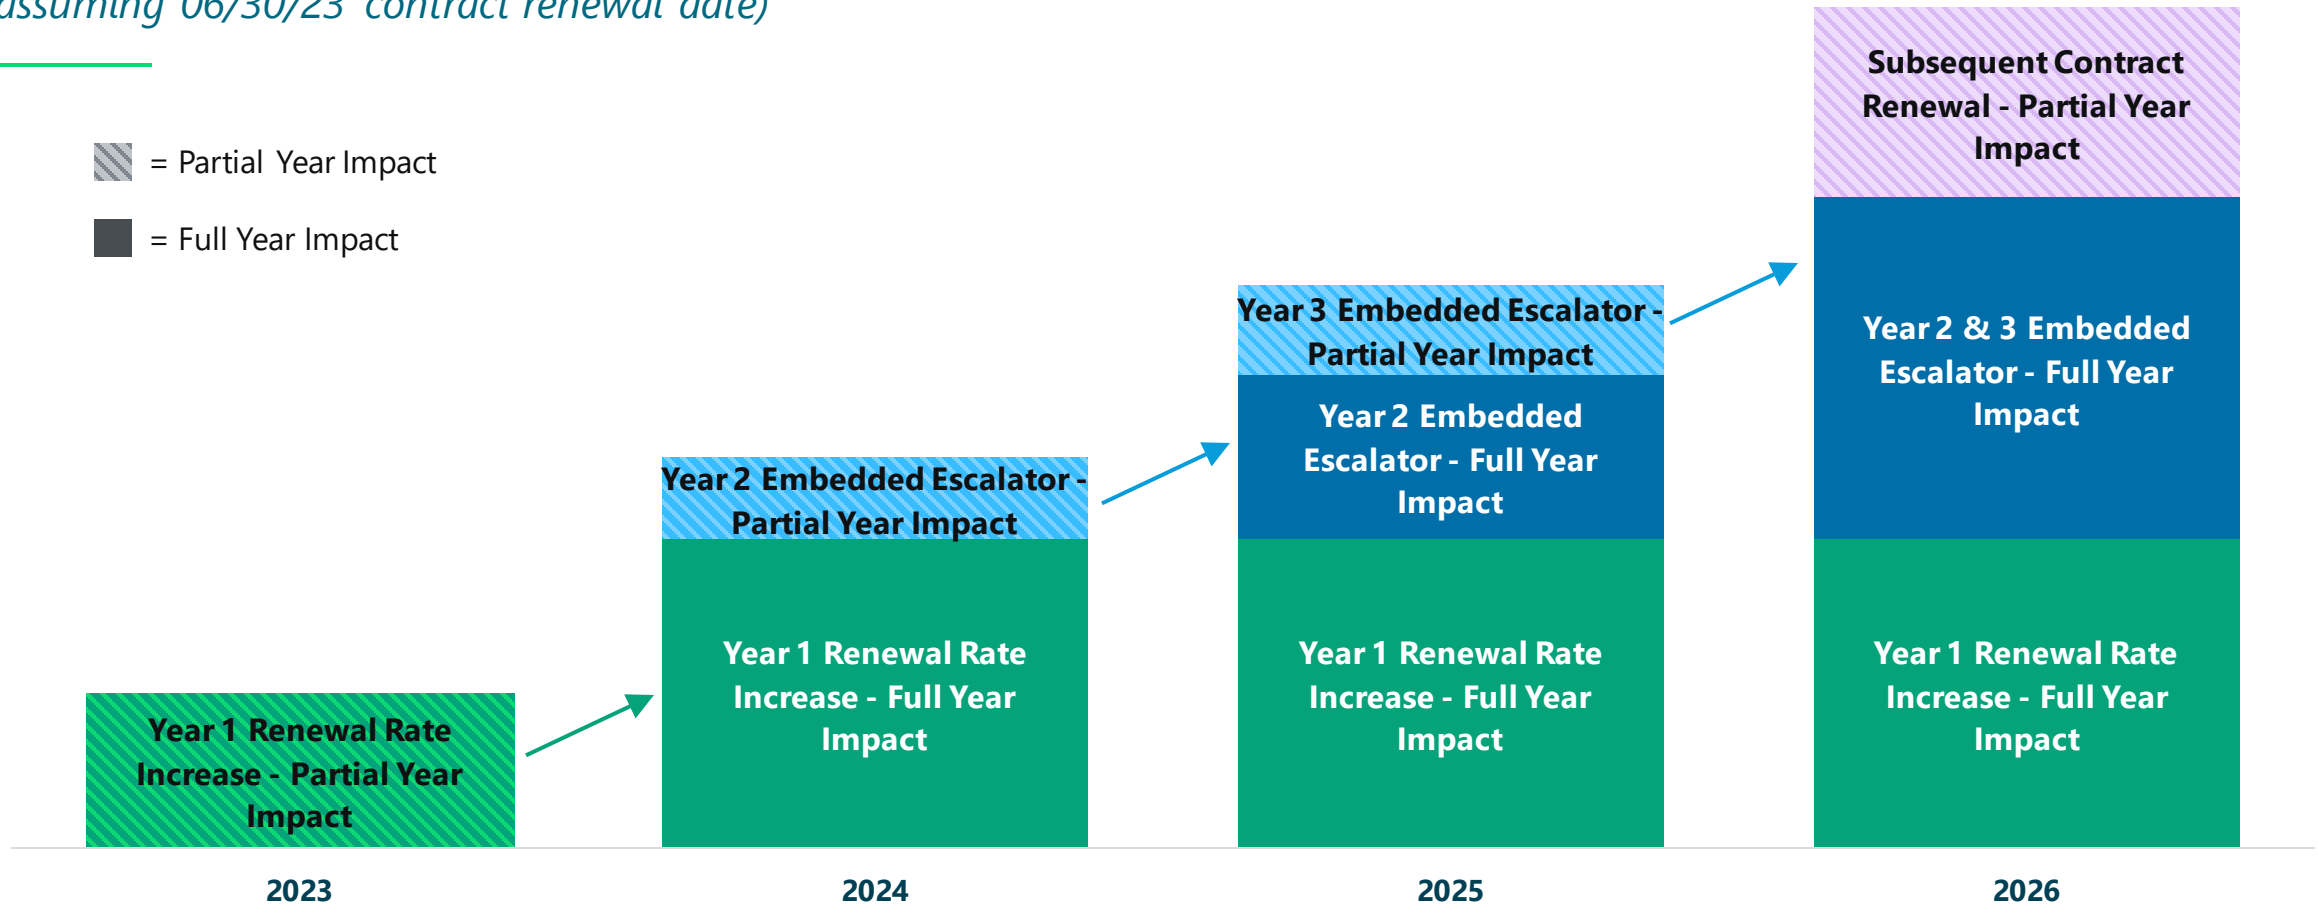 assuming 06/30/23 contract renewal date)
= Partial Year Impact
= Full Year Impact
Year 1 Renewal Rate
Increase - Partial Year
Impact
Year 2 Embedded Escalator -
Partial Year Impact
Year 1 Renewal Rate
Increase - Full Year
Impact
Year 3 Embedded Escalator -
Partial Year Impact
Year 2 Embedded
Escalator - Full Year
Impact
Year 1 Renewal Rate
Increase - Full Year
Impact
Subsequent Contract
Renewal - Partial Year
Impact
Year 2 & 3 Embedded
Escalator - Full Year
Impact
Year 1 Renewal Rate
Increase - Full Year
Impact
2023
2024
2025
2026